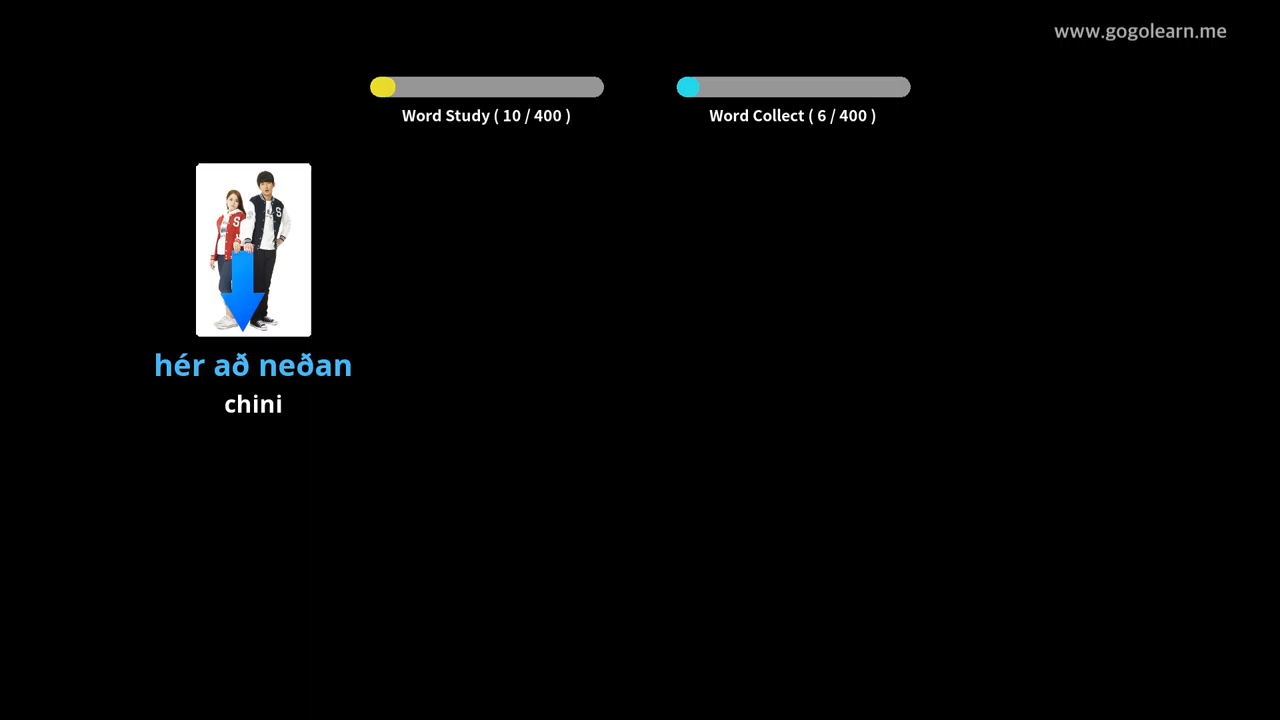 www.gogolearn.me
Word Study ( 10 / 400 )
Word Collect ( 6 / 400 )
S
S
hér að neðan
chini